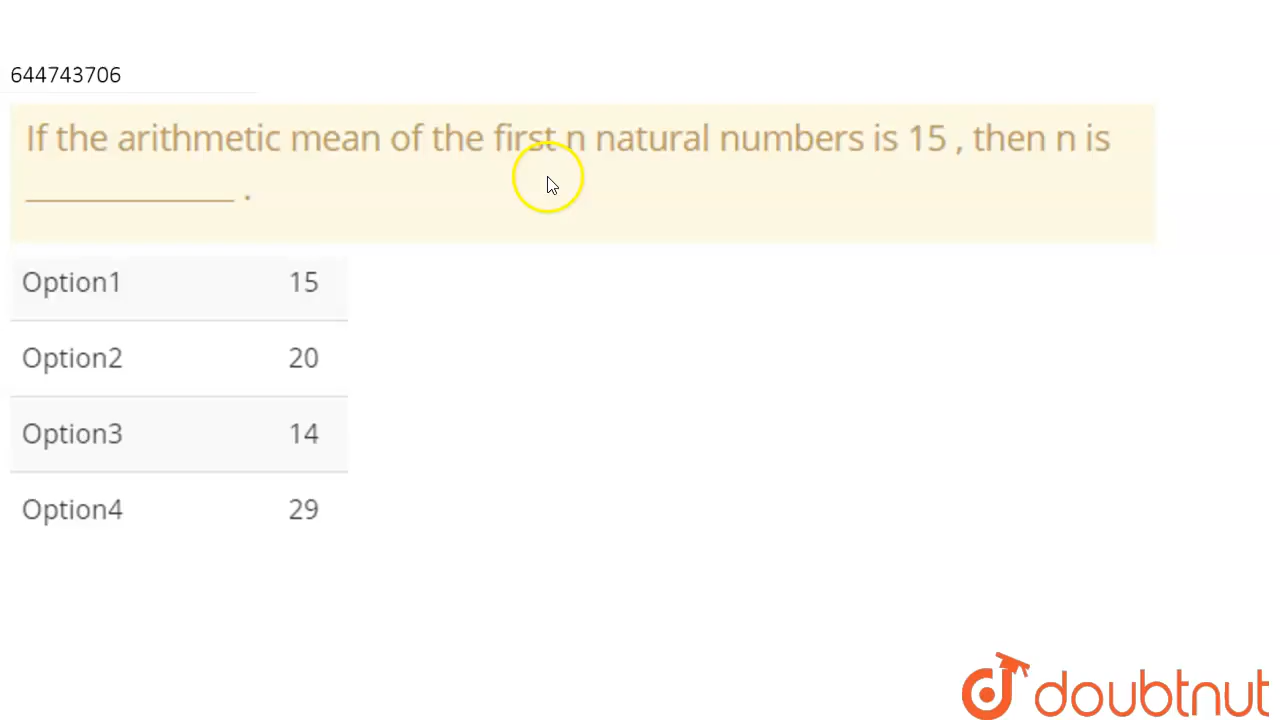 644743706
If the arithmetic mean of the first n natural numbers is 15 , then n is
____________ .
Option1 15
Option2 20
Option3 14
Option4 29
doubtnut